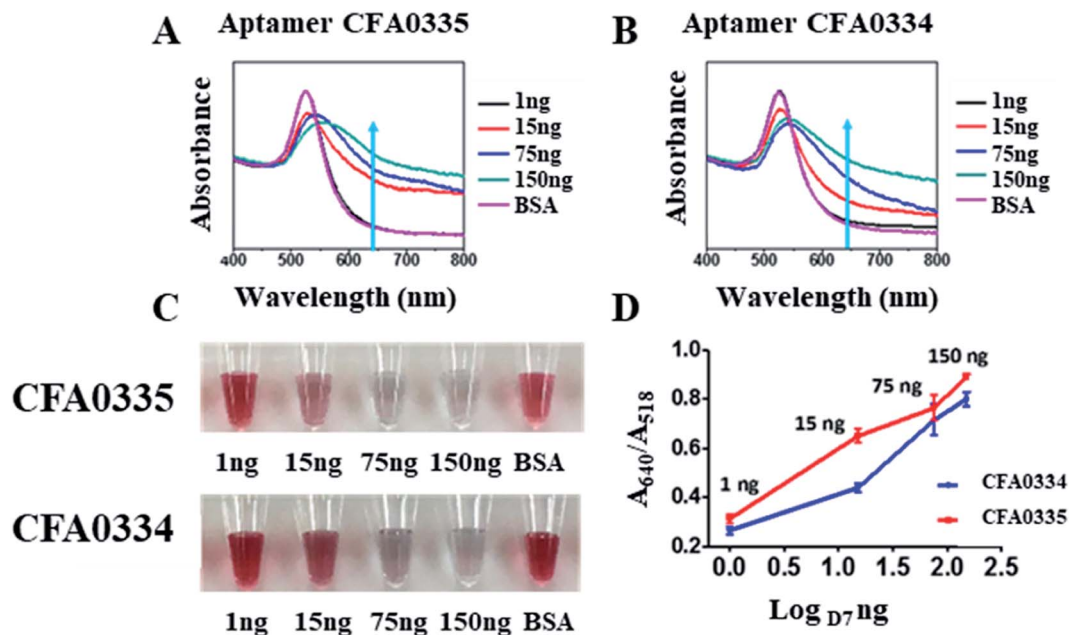 A Aptamer CFA0335
Absorbance
1ng
15ng
75ng
150ng
BSA
400 500 600 700 800
Wavelength (nm)
B Aptamer CFA0334
Absorbance
1ng
15ng
75ng
150ng
BSA
400 500 600 700 800
Wavelength (nm)
C
CFA0335
1ng 15ng 75ng 150ng BSA
CFA0334
1ng 15ng 75ng 150ng BSA
D
A640/A518
1.0
0.8
0.6
0.4
0.2
150 ng
75 ng
15 ng
1 ng
CFA0334
CFA0335
0.0 0.5 1.0 1.5 2.0 2.5
Log D7 ng